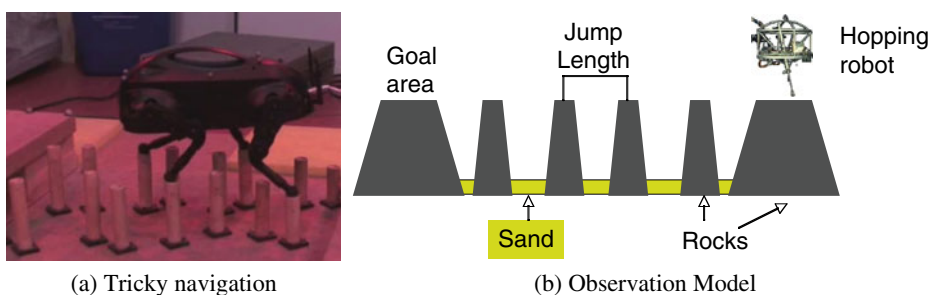 Goal
area
Jump
Length
Hopping
robot
Sand
Rocks
(a) Tricky navigation
(b) Observation Model